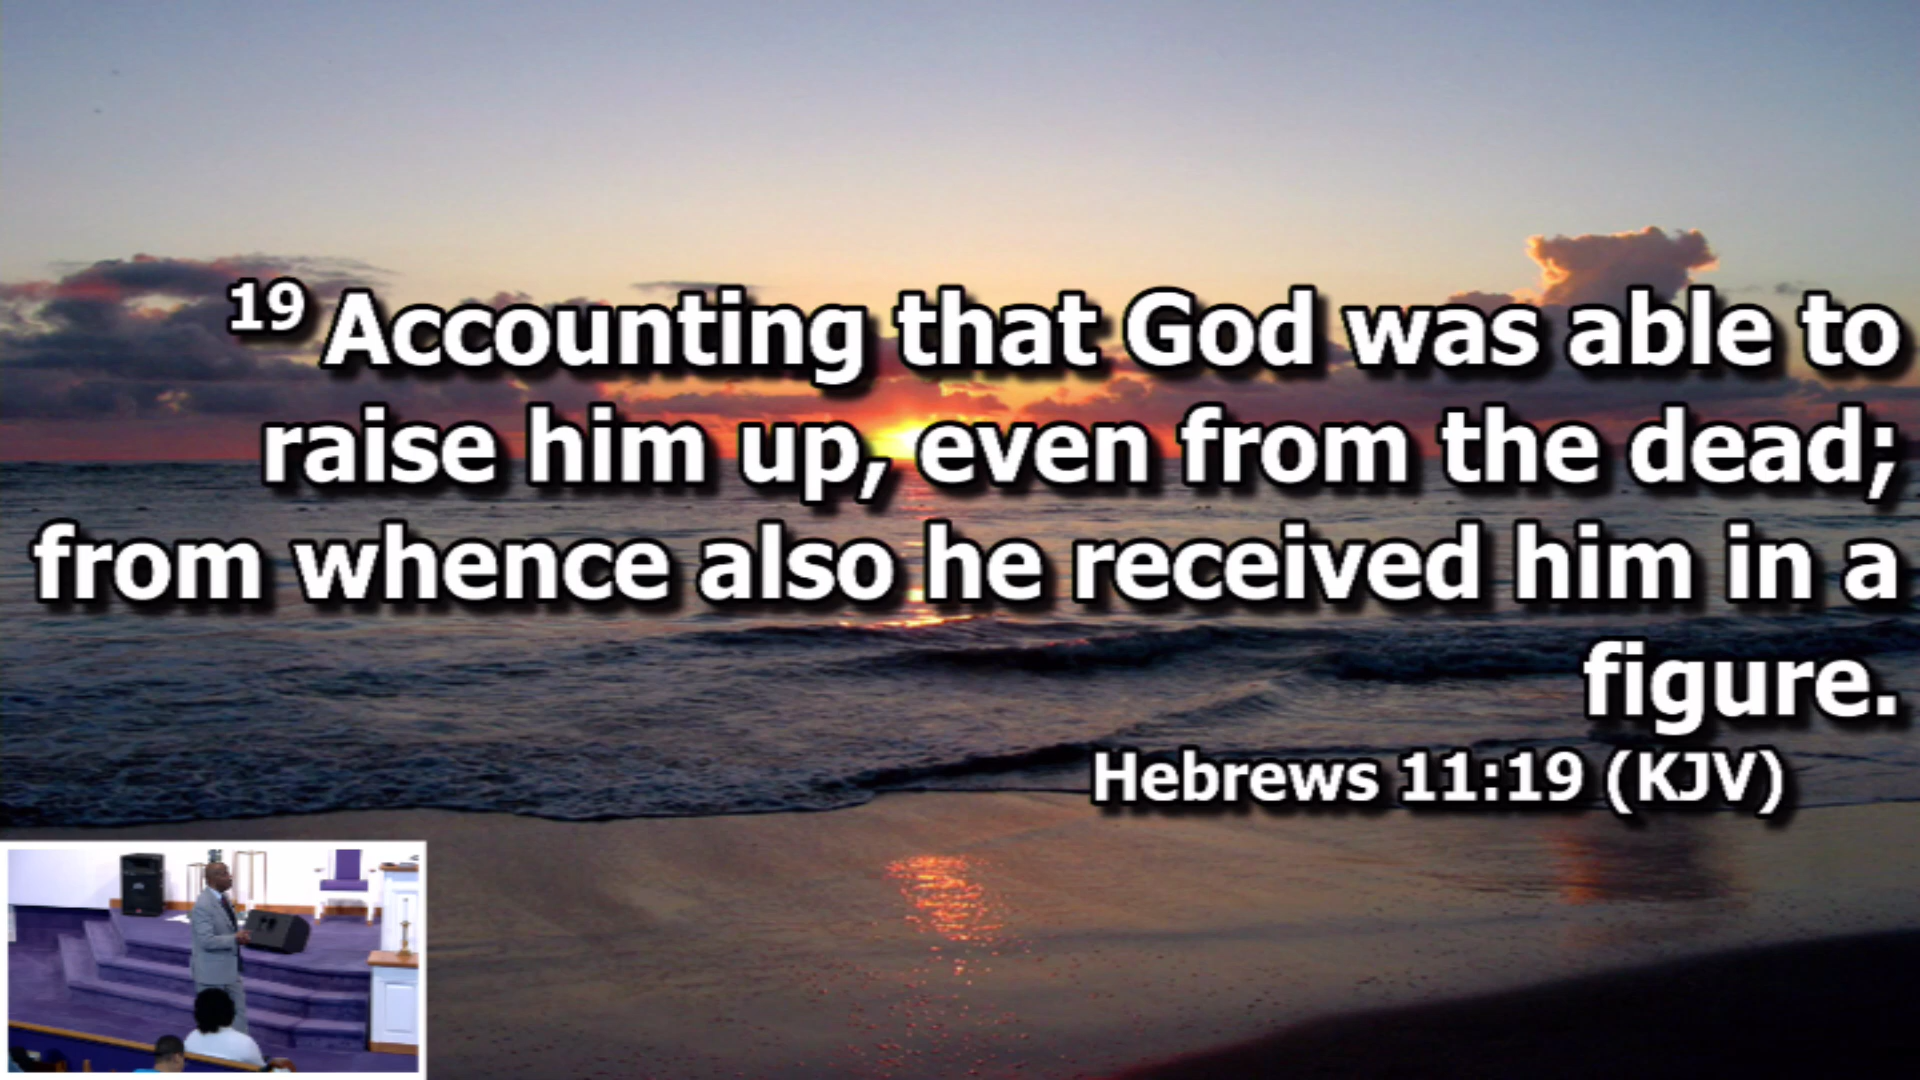 19 Accounting that God was able to
raise him up, even from the dead;
from whence also he received him in a
figure.
Hebrews 11:19 (KJV)